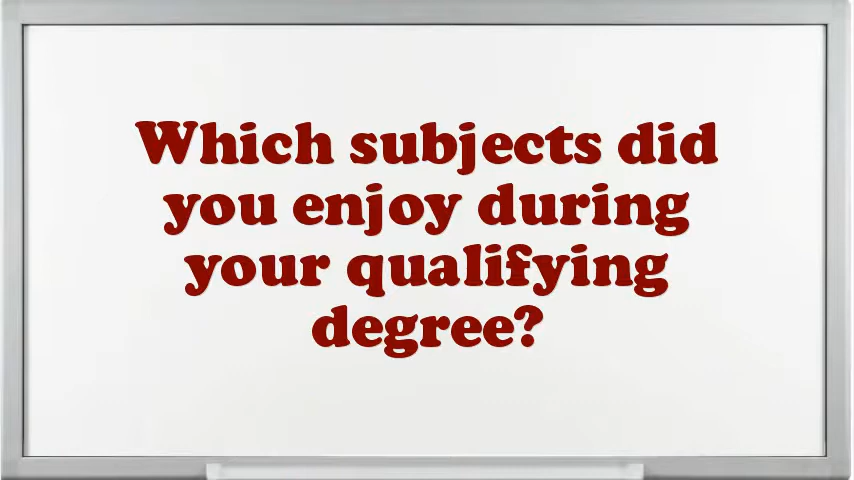 Which subjects did
you enjoy during
your qualifying
degree?